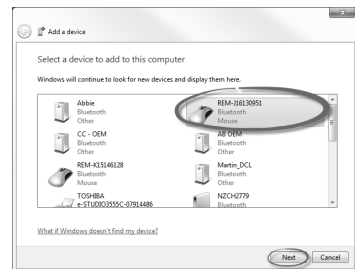 Add a device
Select a device to add to this computer
Windows will continue to look for new devices and display them here.
Abbie
Bluetooth
Other
REM-J16130951
Bluetooth
Mouse
CC - OEM
Bluetooth
Other
AB OEM
Bluetooth
Other
REM-K15146128
Bluetooth
Mouse
Martin_DCL
Bluetooth
Other
TOSHIBA
e-STUDIO3555C-07914486
NZCH2779
Bluetooth
What if Windows doesn't find my device?
Next
Cancel